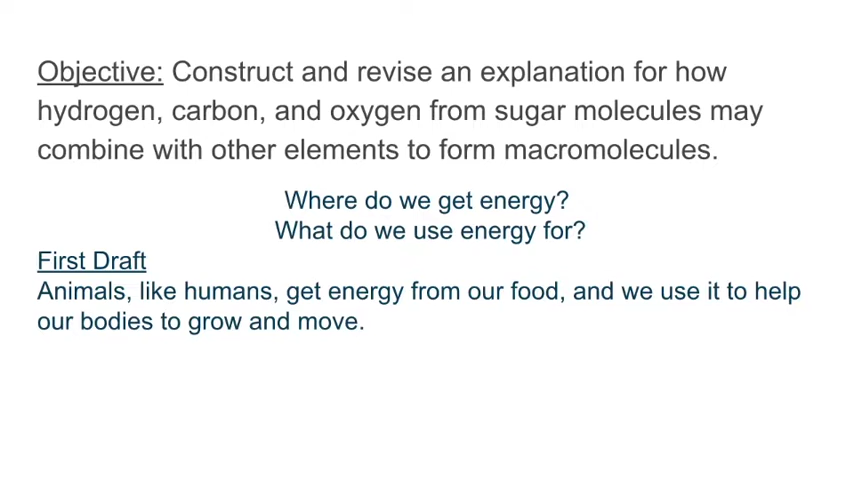 Objective: Construct and revise an explanation for how
hydrogen, carbon, and oxygen from sugar molecules may
combine with other elements to form macromolecules.
Where do we get energy?
What do we use energy for?
First Draft
Animals, like humans, get energy from our food, and we use it to help
our bodies to grow and move.